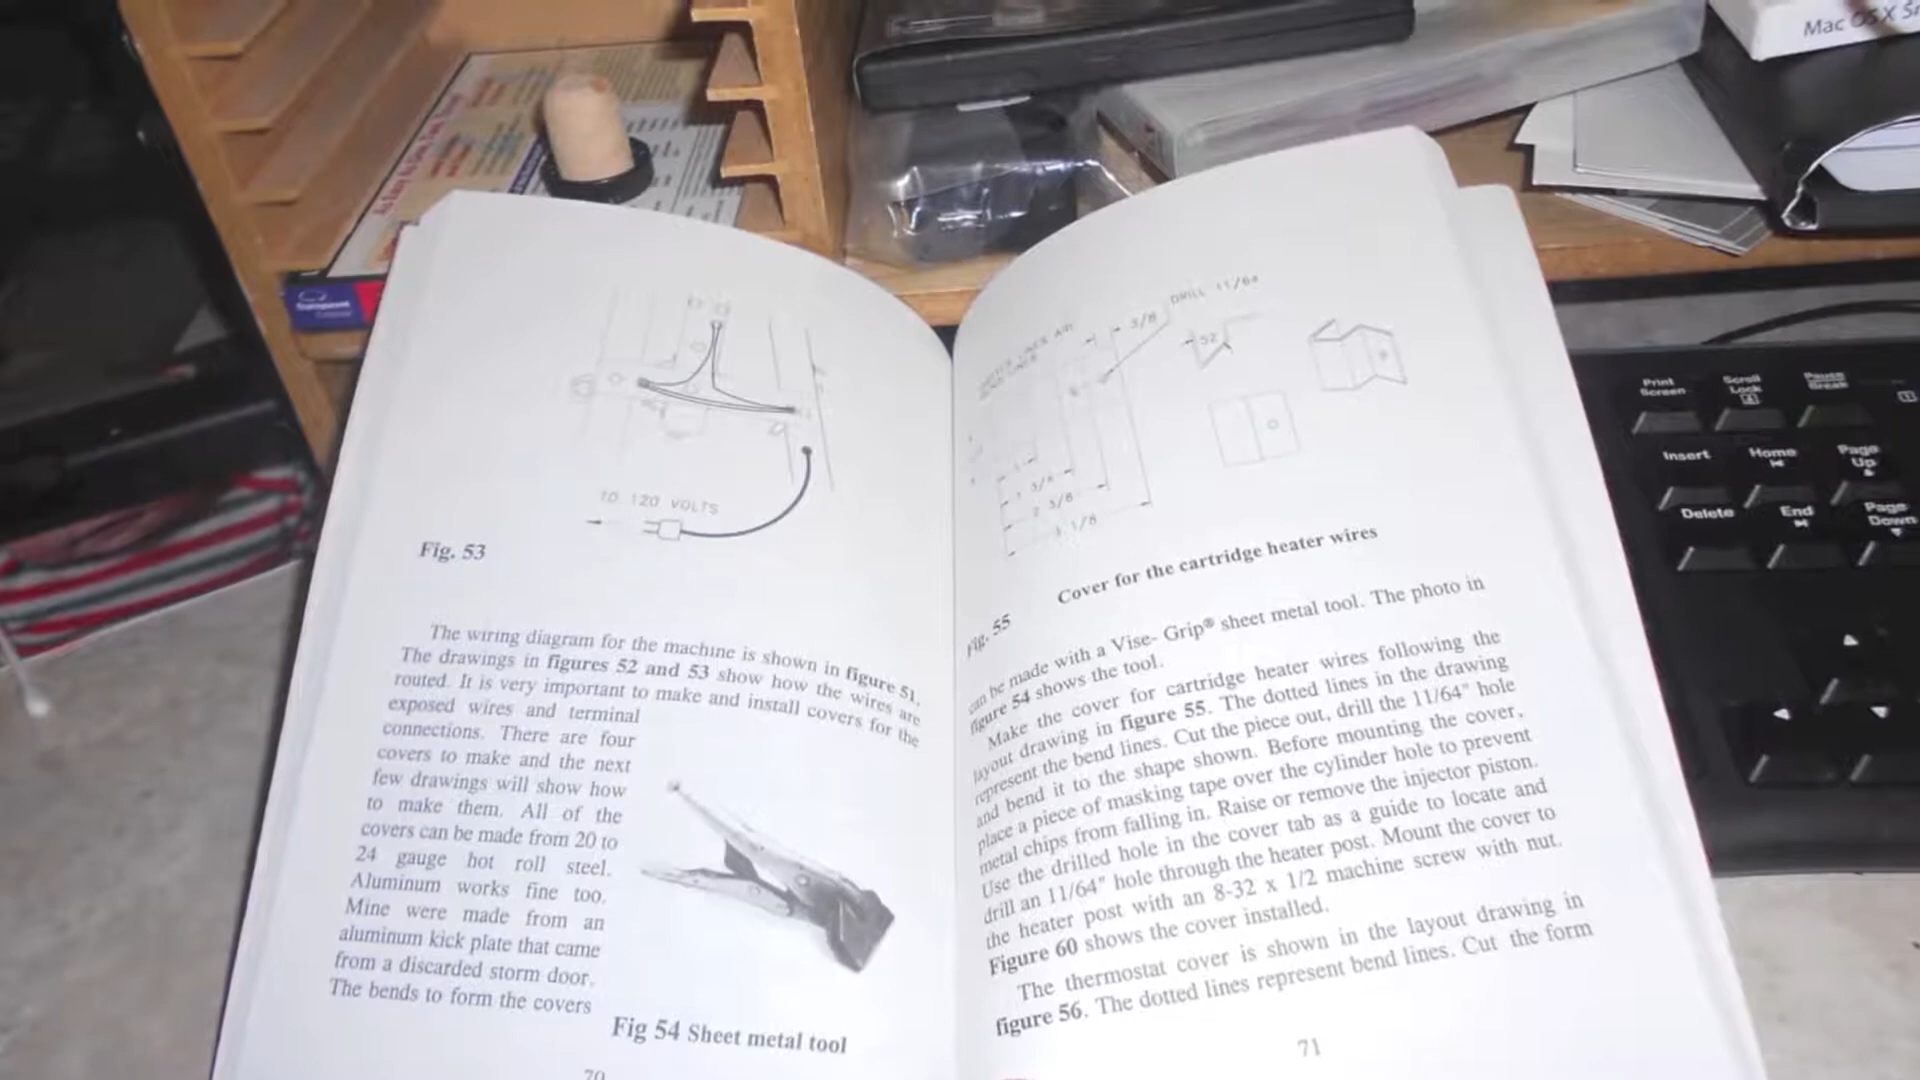 Mac OS X
TO 120 VOLTS
Fig. 53
The wiring diagram for the machine is shown in figure 51.
The drawings in figures 52 and 53 show how the wires are
routed. It is very important to make and install covers for the
exposed wires and terminal
connections. There are four
covers to make and the next
few drawings will show how
to make them. All of the
covers can be made from 20 to
24 gauge hot roll steel.
Aluminum works fine too.
Mine were made from an
aluminum kick plate that came
from a discarded storm door.
The bends to form the covers
Fig 54 Sheet metal tool
70
DRILL 11/64
3/8
52
1 3/8
2 3/8
3 1/8
Fig. 55
Cover for the cartridge heater wires
can be made with a Vise- Grip® sheet metal tool. The photo in
figure 54 shows the tool.
Make the cover for cartridge heater wires following the
layout drawing in figure 55. The dotted lines in the drawing
represent the bend lines. Cut the piece out, drill the 11/64" hole
and bend it to the shape shown. Before mounting the cover,
place a piece of masking tape over the cylinder hole to prevent
metal chips from falling in. Raise or remove the injector piston.
Use the drilled hole in the cover tab as a guide to locate and
drill an 11/64" hole through the heater post. Mount the cover to
the heater post with an 8-32 x 1/2 machine screw with nut.
Figure 60 shows the cover installed.
The thermostat cover is shown in the layout drawing in
figure 56. The dotted lines represent bend lines. Cut the form
71
Print Screen
Scroll Lock
Pause Break
Insert
Home
Page Up
Delete
End
Page Down